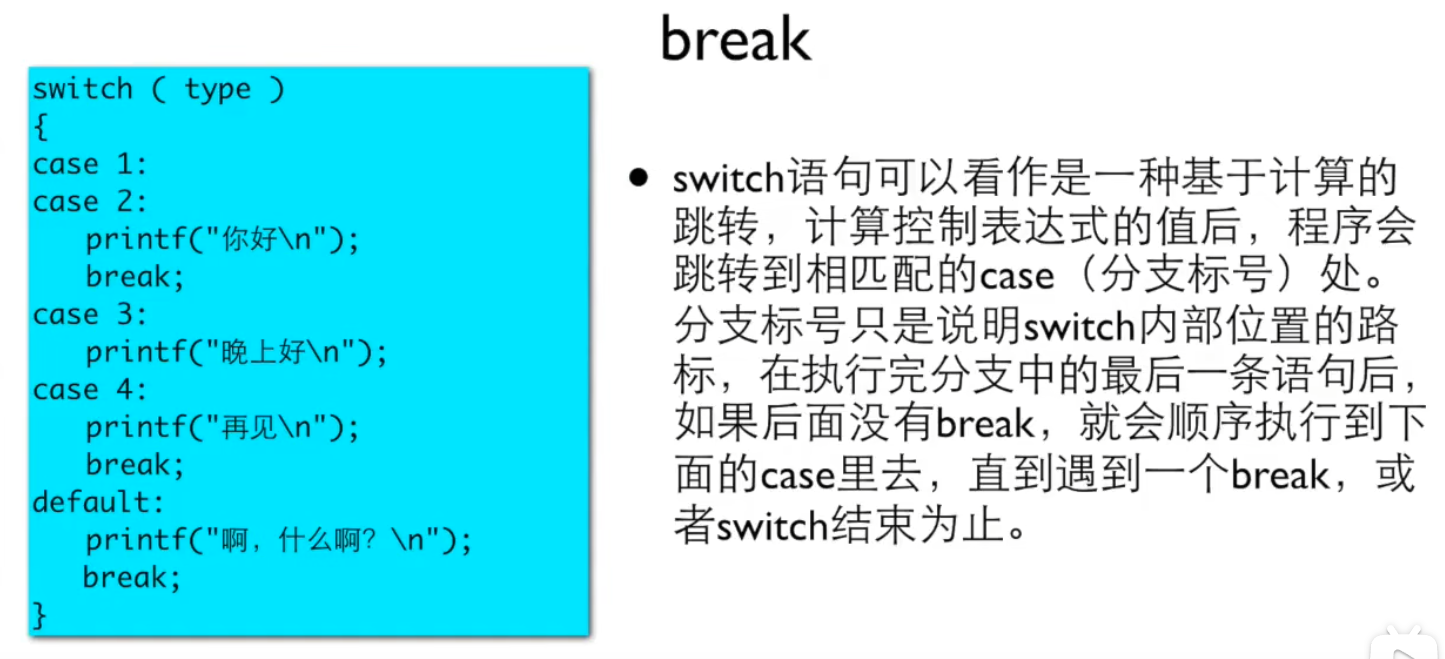 break
switch ( type )
{
case 1:
case 2:
printf("你好\n");
break;
case 3:
printf("晚上好\n");
case 4:
printf("再见\n");
break;
default:
printf("啊，什么啊？\n");
break;
}
• switch语句可以看作是一种基于计算的
跳转，计算控制表达式的值后，程序会
跳转到相匹配的case（分支标号）处。
分支标号只是说明switch内部位置的路
标，在执行完分支中的最后一条语句后，
如果后面没有break，就会顺序执行到下
面的case里去，直到遇到一个break，或
者switch结束为止。